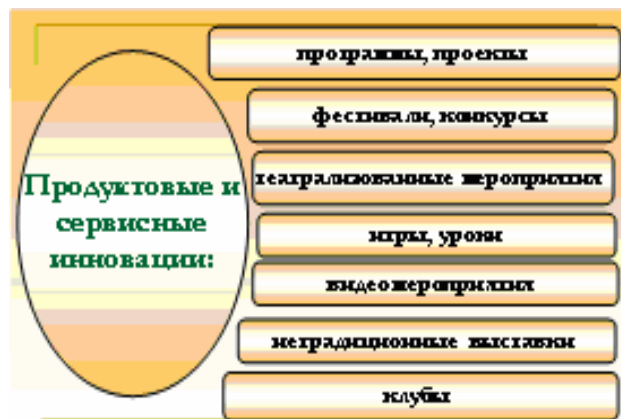 Продуктовые и
сервисные
инновации:
программы, проекты
фестивали, конкурсы
театрализованные мероприятия
игры, уроки
видеомероприятия
нетрадиционные выставки
клубы